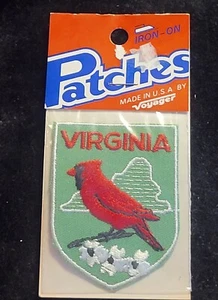 IRON-ON
Patches
MADE IN U.S.A. BY
Voyager
VIRGINIA